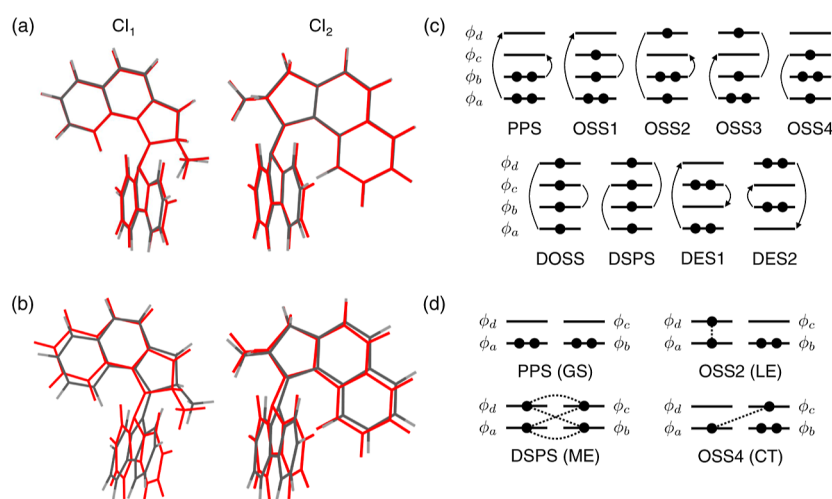 (a) CI₁ CI₂
(c)
ϕd
ϕc
ϕb
ϕa
PPS OSS1 OSS2 OSS3 OSS4
ϕd
ϕc
ϕb
ϕa
DOSS DSPS DES1 DES2
(b)
(d)
ϕd ϕc
ϕa ϕb
PPS (GS)
ϕd ϕc
ϕa ϕb
OSS2 (LE)
ϕd ϕc
ϕa ϕb
DSPS (ME)
ϕd ϕc
ϕa ϕb
OSS4 (CT)